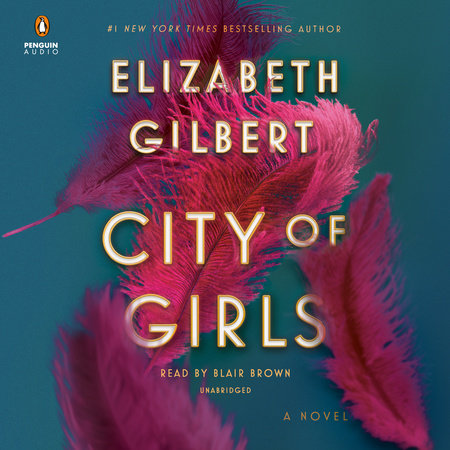 Penguin
Audio
#1 NEW YORK TIMES BESTSELLING AUTHOR
ELIZABETH
GILBERT
CITY OF
GIRLS
READ BY BLAIR BROWN
UNABRIDGED
A NOVEL